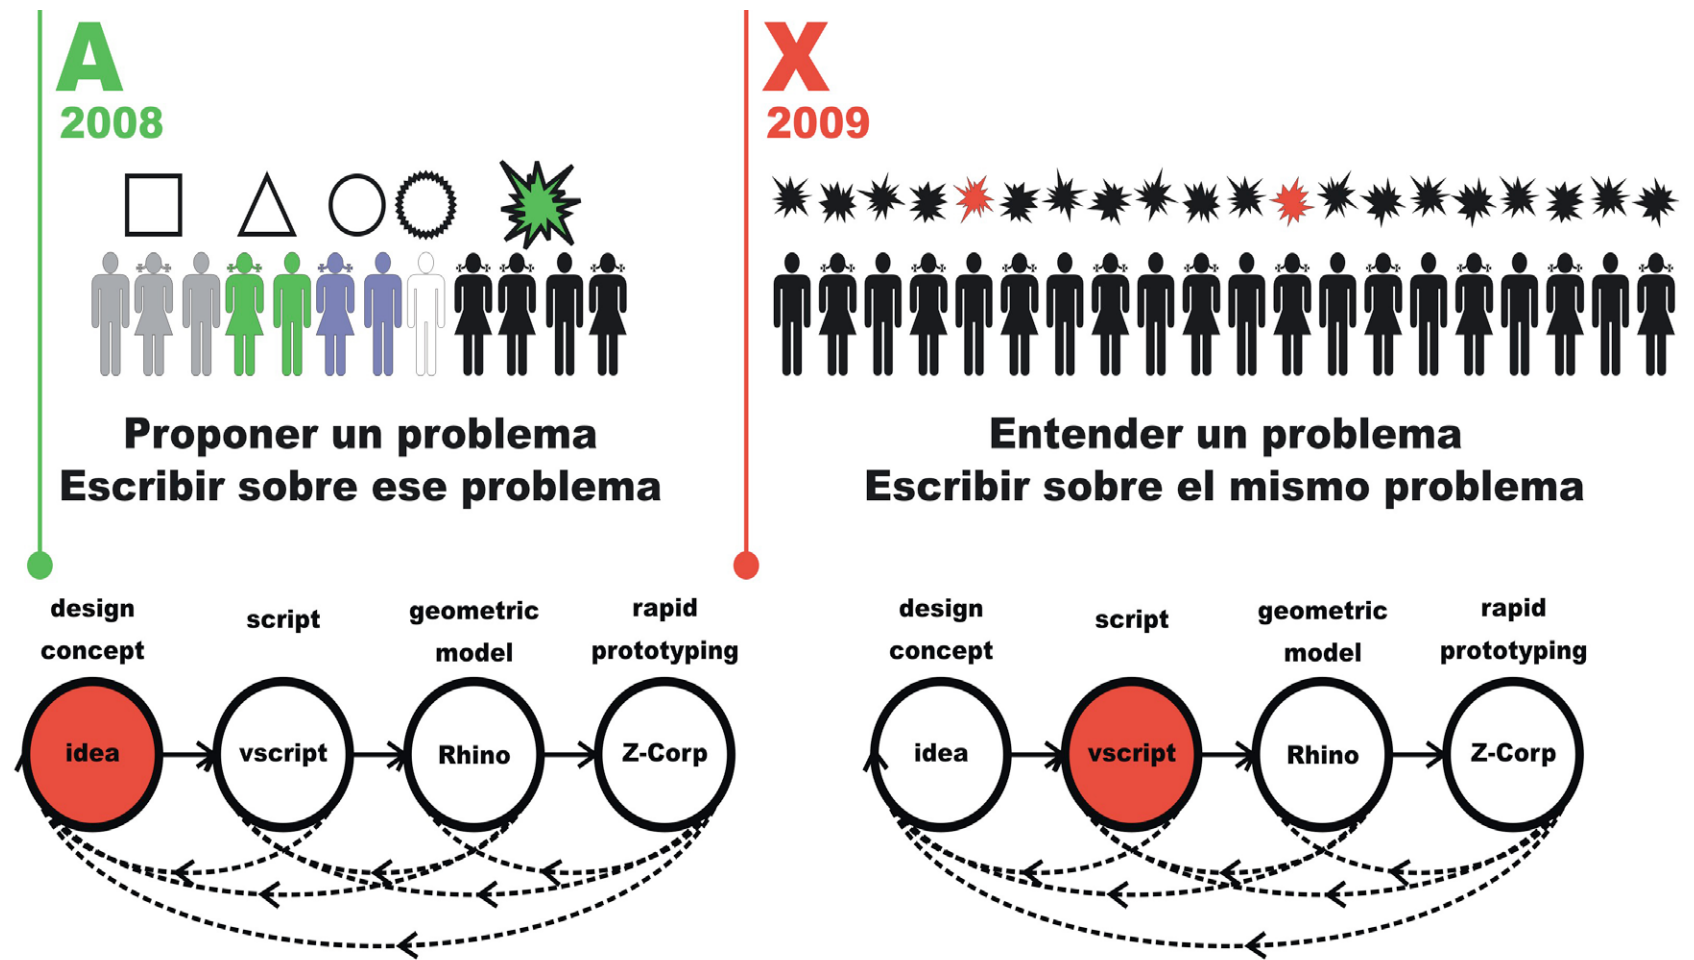 A
2008
Proponer un problema
Escribir sobre ese problema
design
concept
script
geometric
model
rapid
prototyping
idea
vscript
Rhino
Z-Corp
X
2009
Entender un problema
Escribir sobre el mismo problema
design
concept
script
geometric
model
rapid
prototyping
idea
vscript
Rhino
Z-Corp